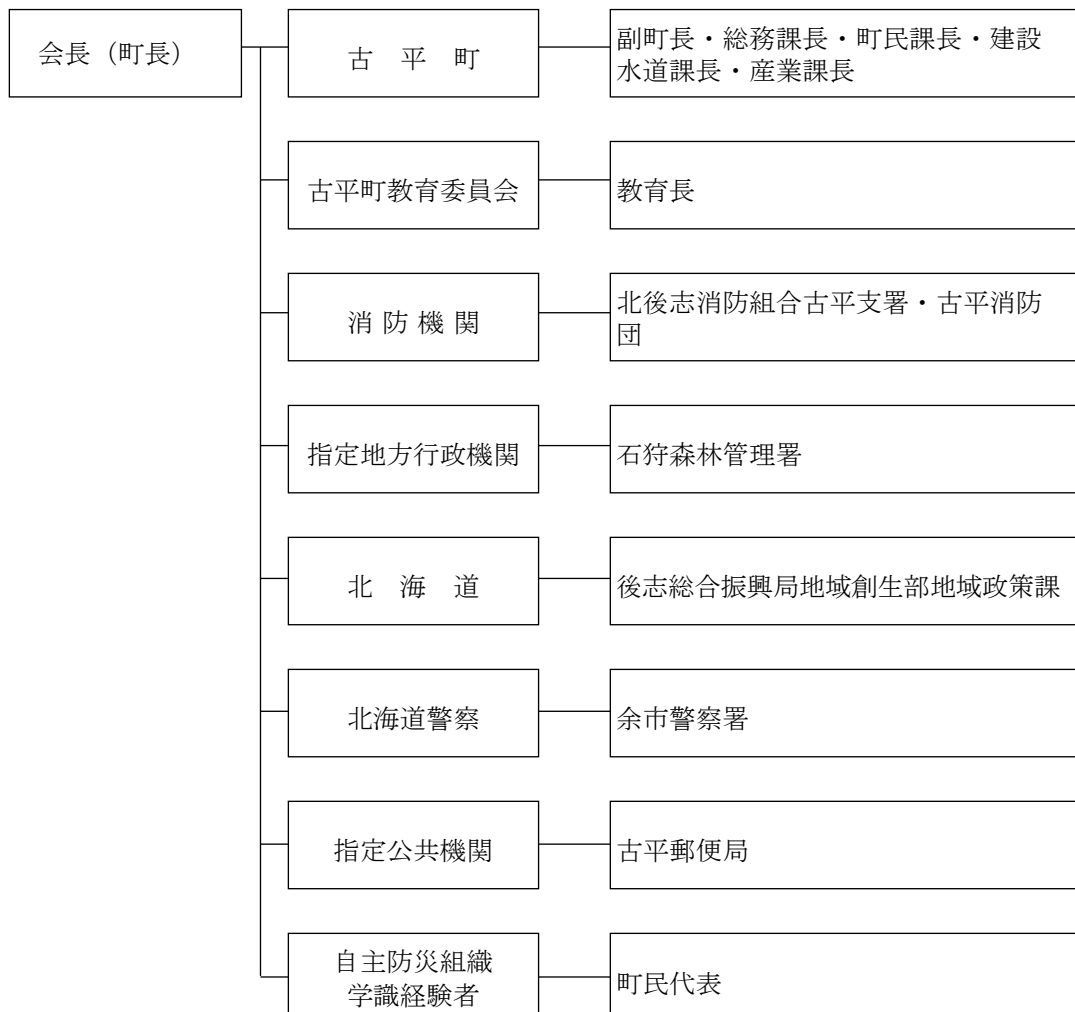 会長（町長）
古 平 町
副町長・総務課長・町民課長・建設
水道課長・産業課長
古平町教育委員会
教育長
消 防 機 関
北後志消防組合古平支署・古平消防
団
指定地方行政機関
石狩森林管理署
北 海 道
後志総合振興局地域創生部地域政策課
北海道警察
余市警察署
指定公共機関
古平郵便局
自主防災組織
学識経験者
町民代表